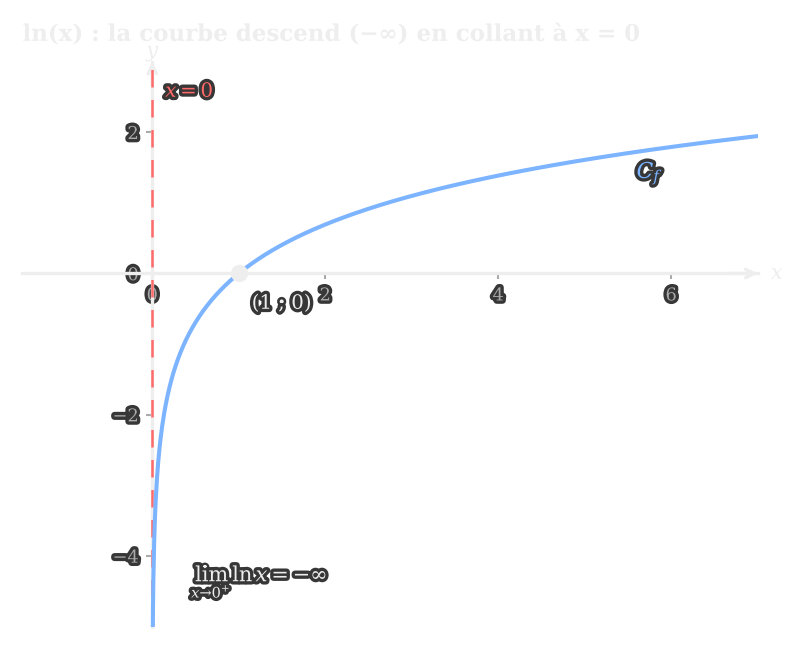 ln(x) : la courbe descend (−∞) en collant à x = 0
y
x = 0
2
C_f
0
x
0
2
4
6
(1 ; 0)
−2
−4
lim ln x = −∞
x→0⁺